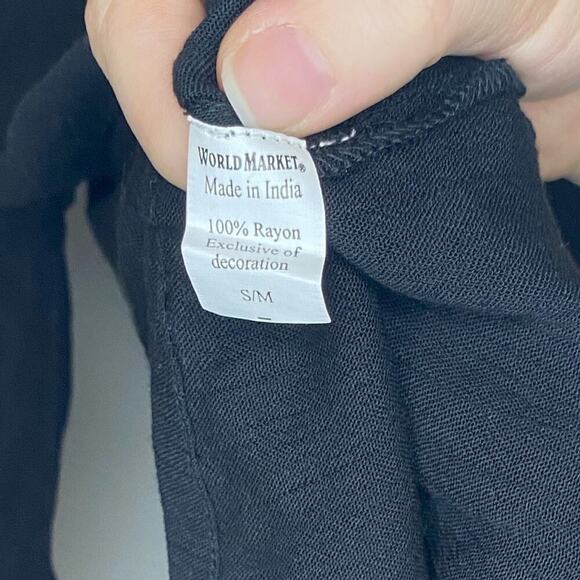 WORLD MARKET®
Made in India
100% Rayon
Exclusive of
decoration
S/M